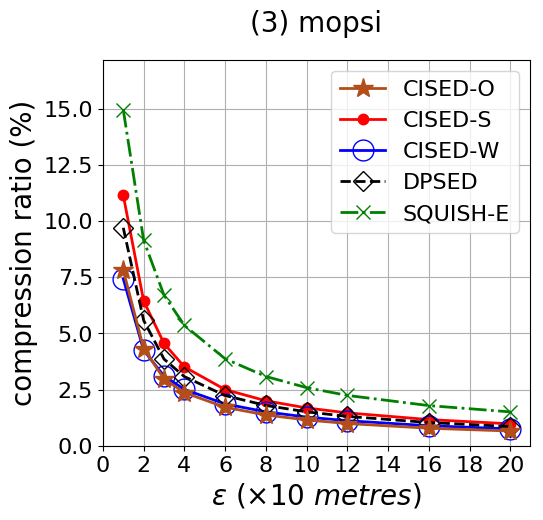 (3) mopsi
compression ratio (%)
15.0
12.5
10.0
7.5
5.0
2.5
0.0
CISED-O
CISED-S
CISED-W
DPSED
SQUISH-E
0 2 4 6 8 10 12 14 16 18 20
ε (×10 metres)